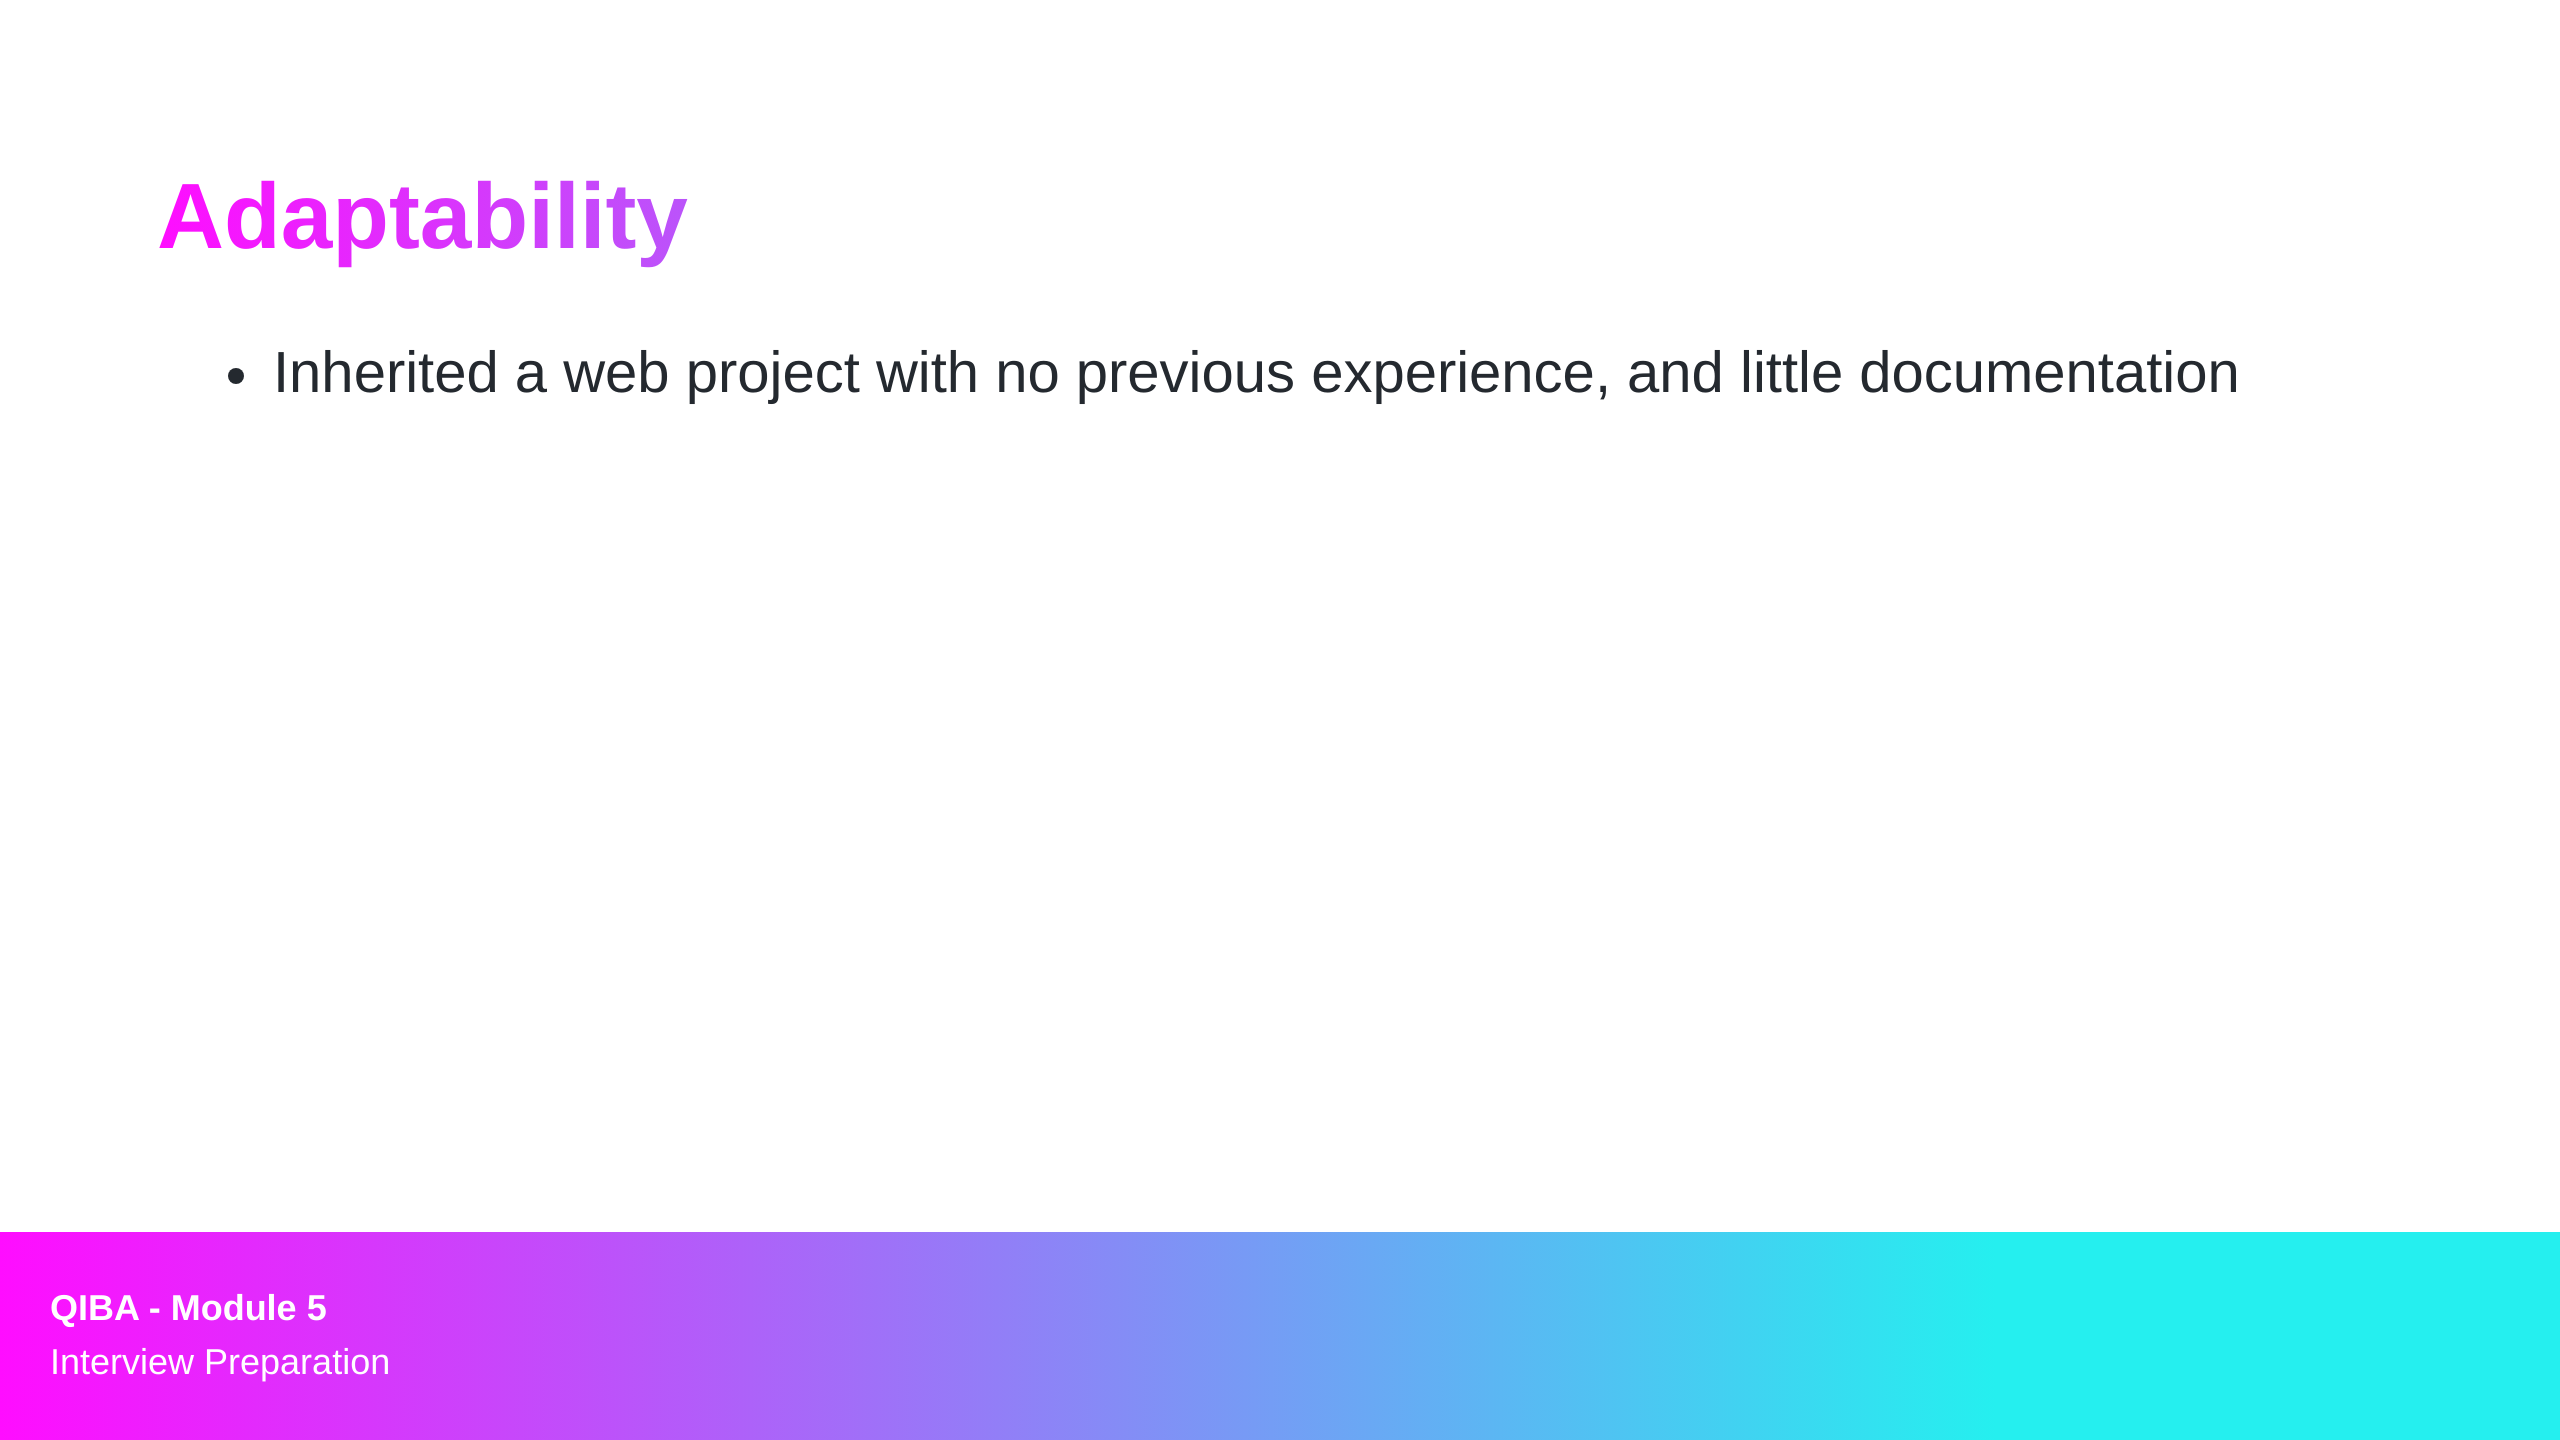 Adaptability
• Inherited a web project with no previous experience, and little documentation
QIBA - Module 5
Interview Preparation